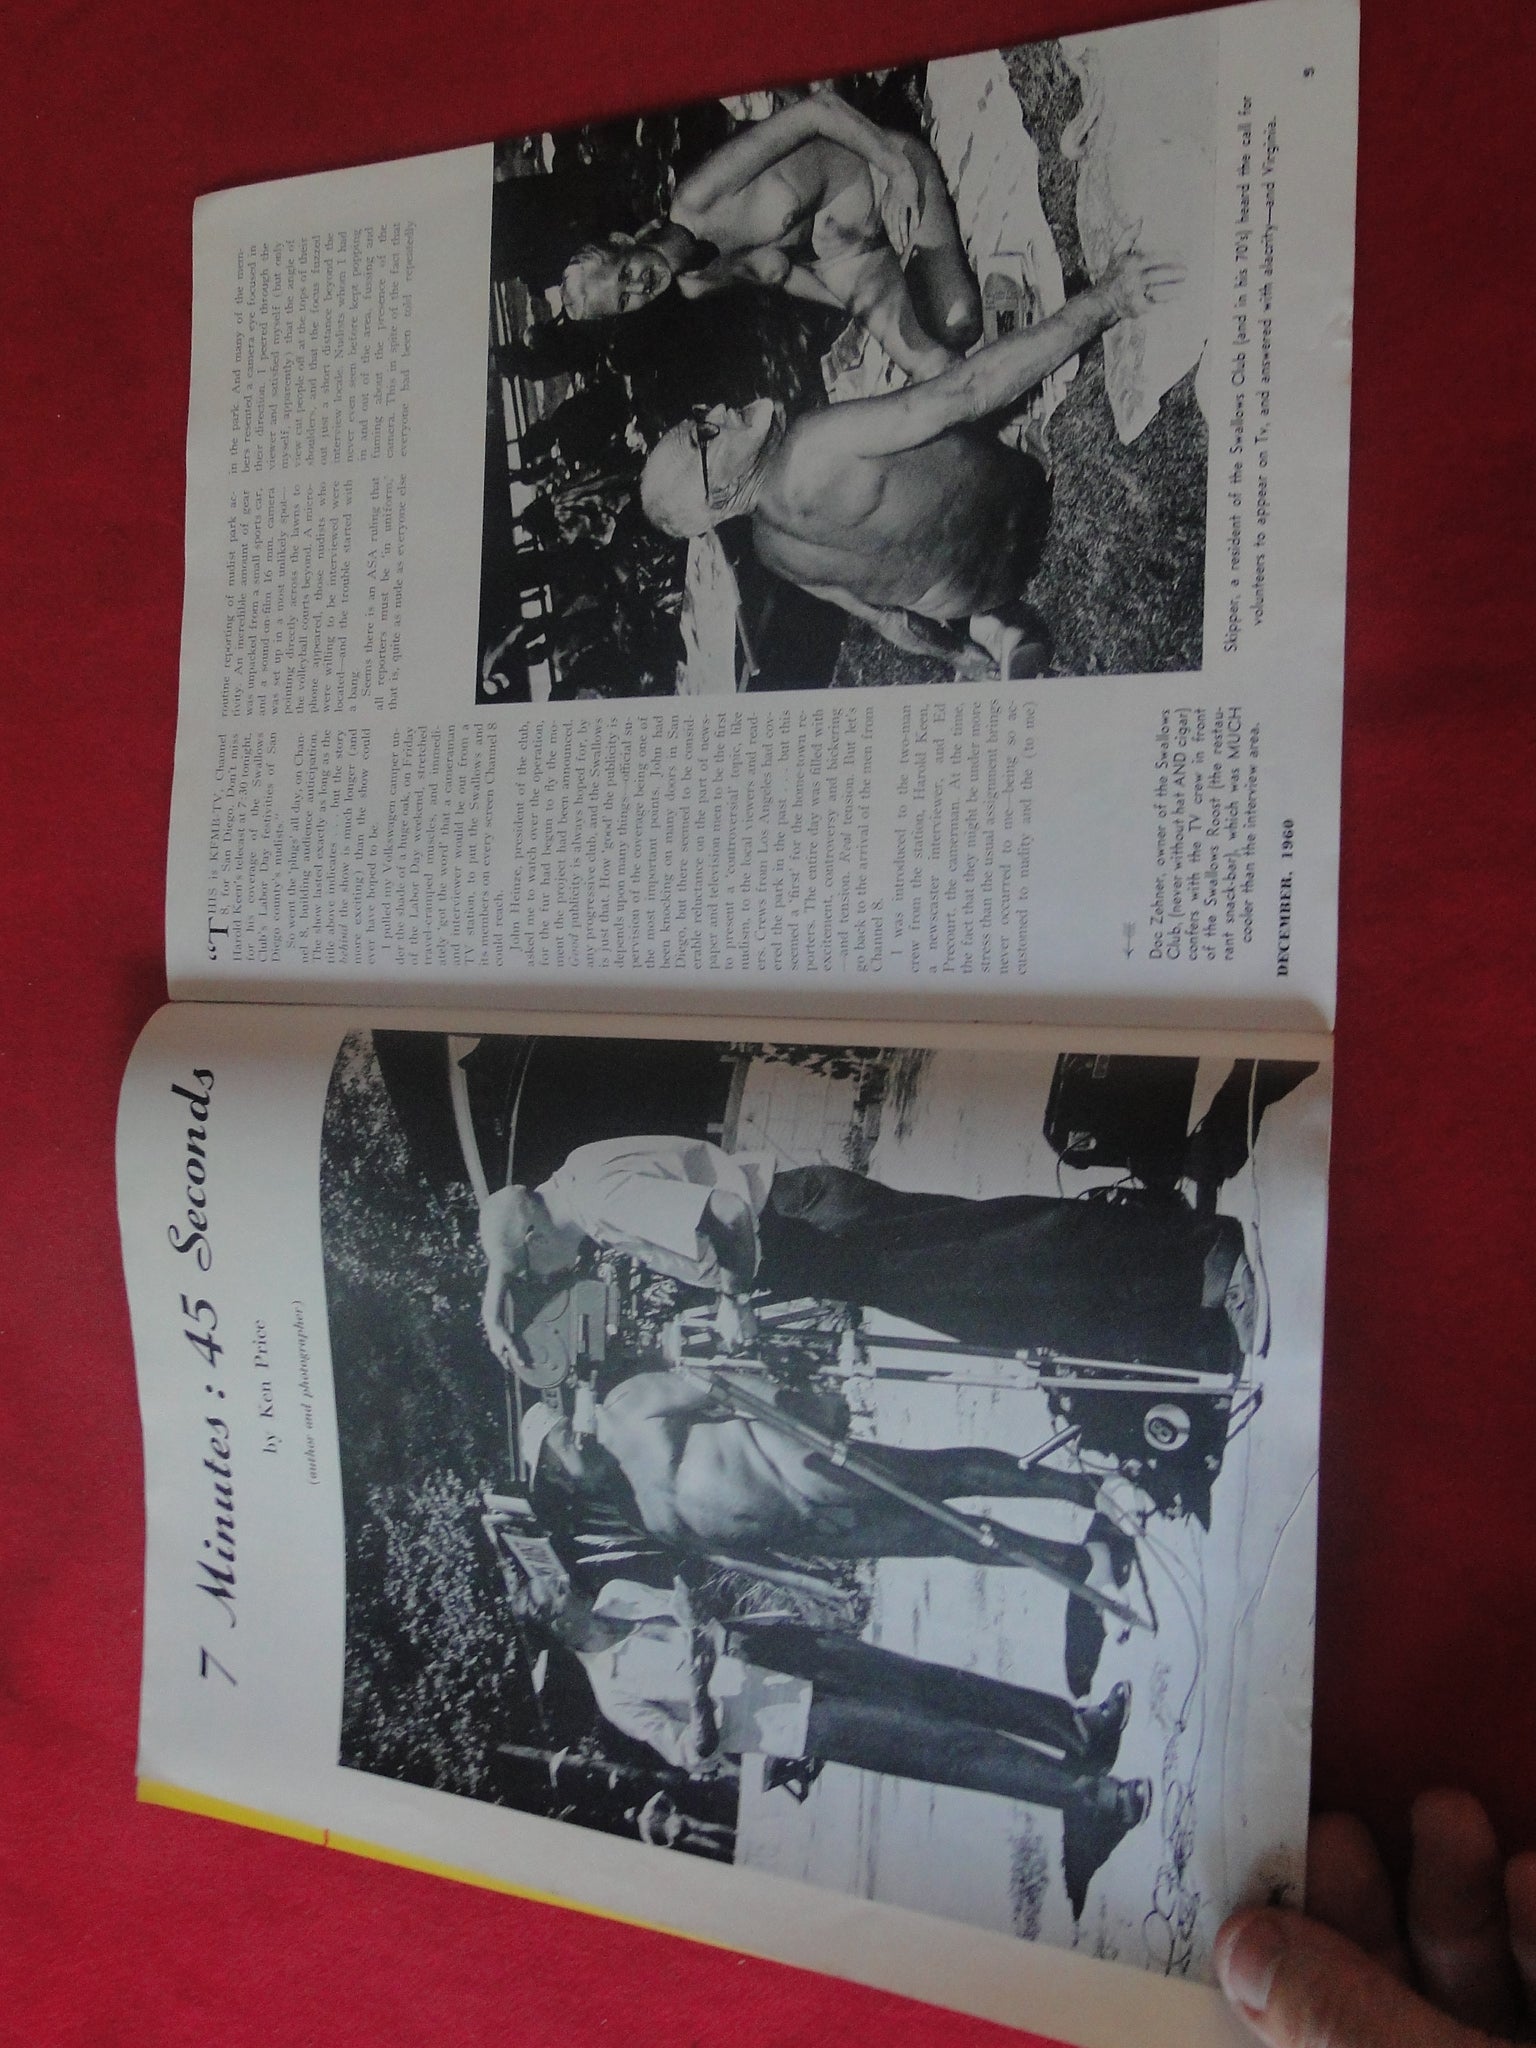 7 Minutes : 45 Seconds
by Ken Price
(author and photographer)
"THIS is KFMB-TV, Channel
8, for San Diego. Don't miss
Harold Keen's telecast at 7:30 tonight,
for his coverage of the Swallows
Club's Labor Day festivities of San
Diego county's nudists."
So went the 'plugs' all day, on Chan-
nel 8, building audience anticipation.
The show lasted exactly as long as the
title above indicates . . . but the story
behind the show is much longer (and
more exciting) than the show could
ever have hoped to be.
I pulled my Volkswagen camper un-
der the shade of a huge oak, on Friday
of the Labor Day weekend, stretched
travel-cramped muscles, and immedi-
ately 'got the word' that a cameraman
and interviewer would be out from a
TV station, to put the Swallows and
its members on every screen Channel 8
could reach.
John Heinze, president of the club,
asked me to watch over the operation,
for the fur had begun to fly the mo-
ment the project had been announced.
Good publicity is always hoped for, by
any progressive club, and the Swallows
is just that. How 'good' the publicity is
depends upon many things—official su-
pervision of the coverage being one of
the most important points. John had
been knocking on many doors in San
Diego, but there seemed to be consid-
erable reluctance on the part of news-
paper and television men to be the first
to present a 'controversial' topic, like
nudism, to the local viewers and read-
ers. Crews from Los Angeles had cov-
ered the park in the past . . . but this
seemed a 'first' for the home-town re-
porters. The entire day was filled with
excitement, controversy and bickering
—and tension. Real tension. But let's
go back to the arrival of the men from
Channel 8.
I was introduced to the two-man
crew from the station, Harold Keen,
a newscaster interviewer, and Ed
Precourt, the camerman. At the time,
the fact that they might be under more
stress than the usual assignment brings
never occurred to me—being so ac-
customed to nudity and the (to me)
Doc Zehner, owner of the Swallows
Club, (never without hat AND cigar)
confers with the TV crew in front
of the Swallows Roost (the restau-
rant snack-bar), which was MUCH
cooler than the interview area.
DECEMBER, 1960
routine reporting of nudist park ac-
tivity. An incredible amount of gear
was unpacked from a small sports car,
and a sound-on-film 16 mm. camera
was set up in a most unlikely spot—
pointing directly across the lawns to
the volleyball courts beyond. A micro-
phone appeared, those nudists who
were willing to be interviewed were
located—and the trouble started with
a bang.
Seems there is an ASA ruling that
all reporters must be 'in uniform,'
that is, quite as nude as everyone else
in the park. And many of the mem-
bers resented a camera eye focused in
their direction. I peered through the
viewer and satisfied myself (but only
myself, apparently) that the angle of
view cut people off at the tops of their
shoulders, and that the focus fuzzed
out just a short distance beyond the
interview locale. Nudists whom I had
never even seen before kept popping
in and out of the area, fussing and
fuming about the presence of the
camera. This in spite of the fact that
everyone had been told repeatedly
Skipper, a resident of the Swallows Club (and in his 70's) heard the call for
volunteers to appear on Tv, and answered with alacrity—and Virginia.
9